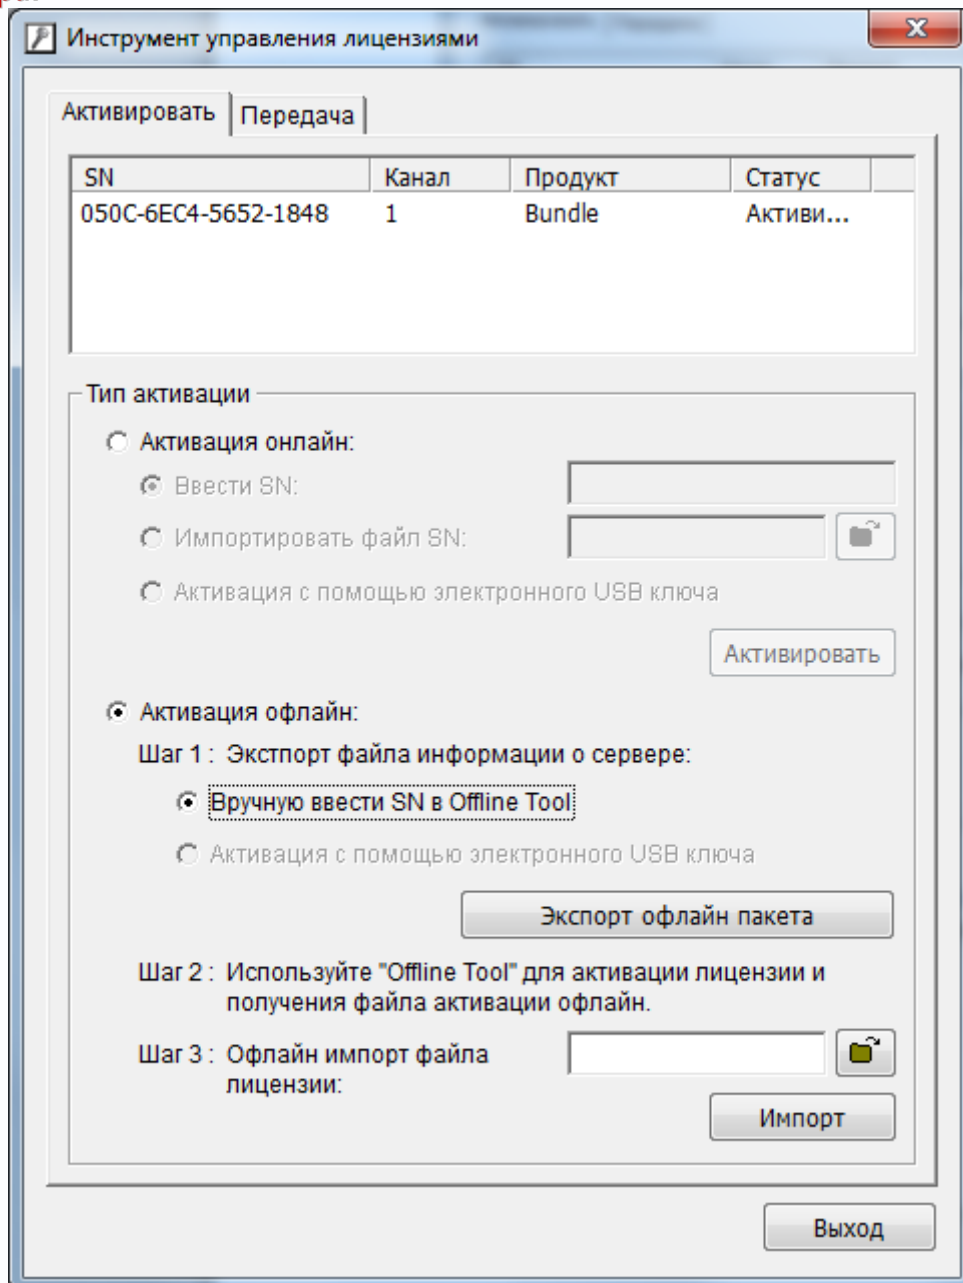 Инструмент управления лицензиями
Активировать Передача
SN Канал Продукт Статус
050C-6EC4-5652-1848 1 Bundle Активи...
Тип активации
Активация онлайн:
Ввести SN:
Импортировать файл SN:
Активация с помощью электронного USB ключа
Активировать
Активация офлайн:
Шаг 1 : Экстпорт файла информации о сервере:
Вручную ввести SN в Offline Tool
Активация с помощью электронного USB ключа
Экспорт офлайн пакета
Шаг 2 : Используйте "Offline Tool" для активации лицензии и
получения файла активации офлайн.
Шаг 3 : Офлайн импорт файла
лицензии:
Импорт
Выход